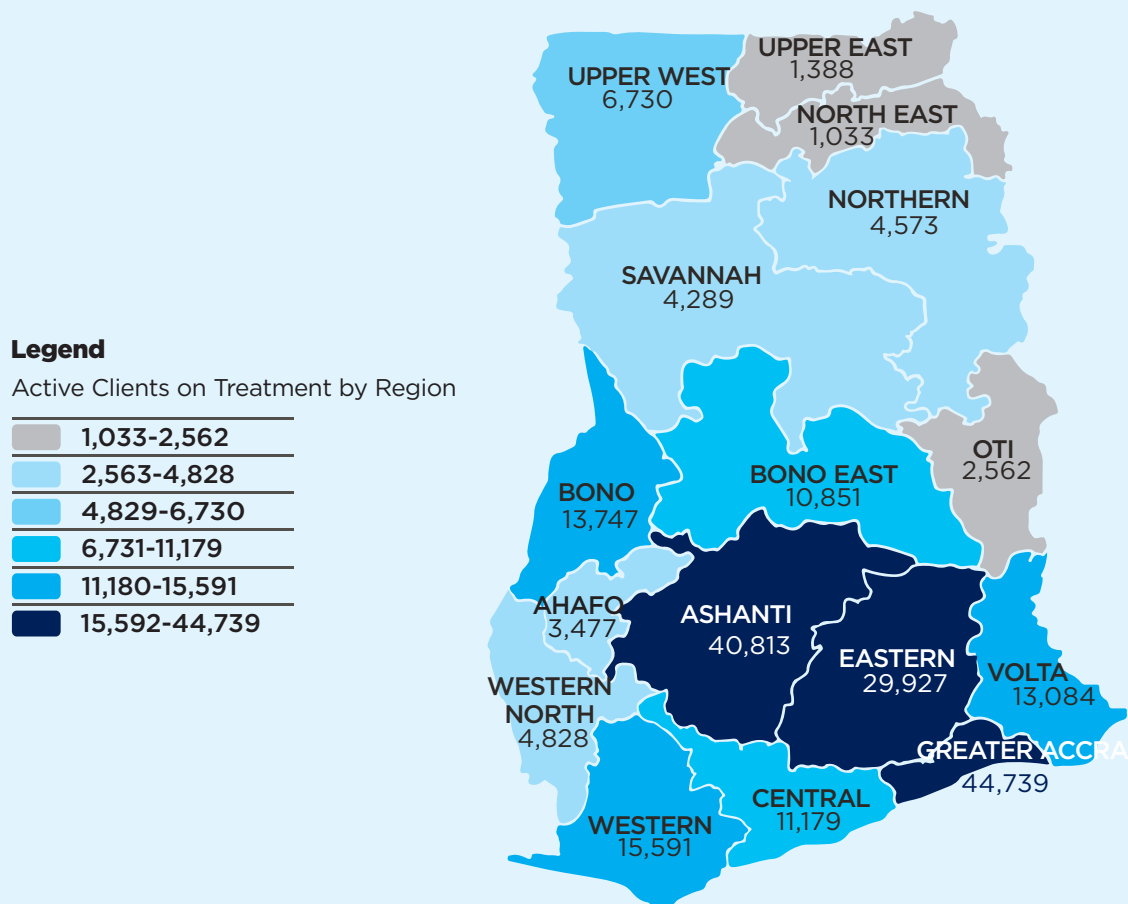 UPPER EAST
1,388
UPPER WEST
6,730
NORTH EAST
1,033
NORTHERN
4,573
SAVANNAH
4,289
Legend
Active Clients on Treatment by Region
1,033-2,562
2,563-4,828
4,829-6,730
6,731-11,179
11,180-15,591
15,592-44,739
OTI
2,562
BONO EAST
10,851
BONO
13,747
AHAFO
3,477
ASHANTI
40,813
EASTERN
29,927
VOLTA
13,084
WESTERN
NORTH
4,828
GREATER ACCRA
44,739
CENTRAL
11,179
WESTERN
15,591